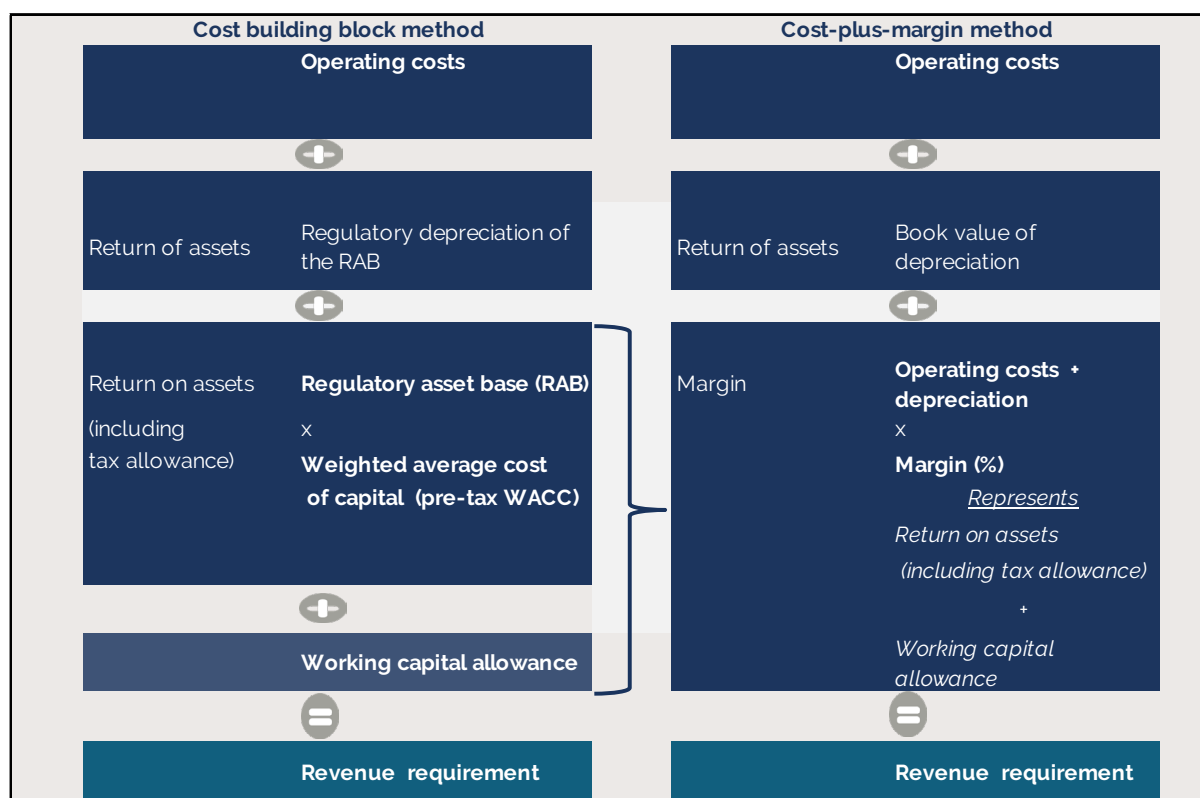 Cost building block method
Operating costs
+
Return of assets
Regulatory depreciation of
the RAB
+
Return on assets
(including
tax allowance)
Regulatory asset base (RAB)
x
Weighted average cost
of capital (pre-tax WACC)
+
Working capital allowance
=
Revenue requirement
Cost-plus-margin method
Operating costs
+
Return of assets
Book value of
depreciation
+
Margin
Operating costs +
depreciation
x
Margin (%)
Represents
Return on assets
(including tax allowance)
+
Working capital
allowance
=
Revenue requirement